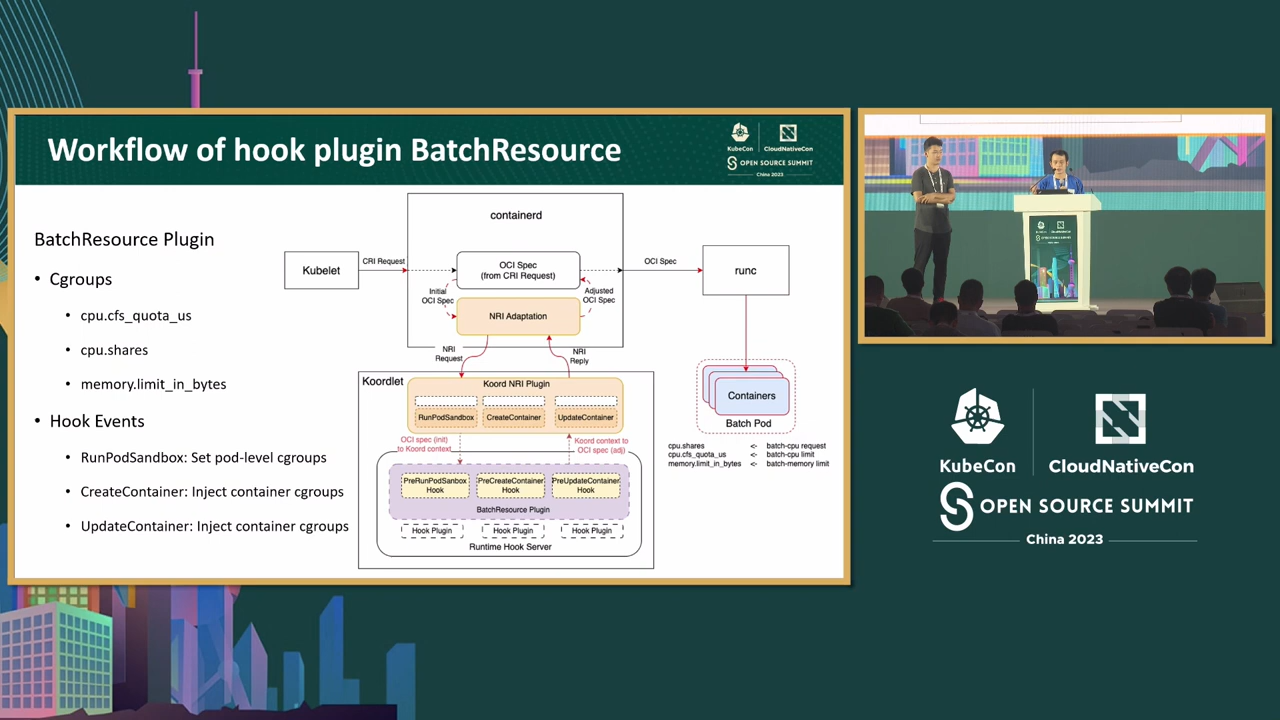 Workflow of hook plugin BatchResource
KubeCon
CloudNativeCon
OPEN SOURCE SUMMIT
China 2023
BatchResource Plugin
• Cgroups
• cpu.cfs_quota_us
• cpu.shares
• memory.limit_in_bytes
• Hook Events
• RunPodSandbox: Set pod-level cgroups
• CreateContainer: Inject container cgroups
• UpdateContainer: Inject container cgroups
containerd
Kubelet
CRI Request
OCI Spec
(from CRI Request)
OCI Spec
runc
Initial
OCI Spec
Adjusted
OCI Spec
NRI Adaptation
NRI
Request
NRI
Reply
Koordlet
Koord NRI Plugin
RunPodSandbox
CreateContainer
UpdateContainer
OCI spec (init)
to Koord context
Koord context to
OCI spec (adj)
PreRunPodSanbox
Hook
PreCreateContainer
Hook
PreUpdateContainer
Hook
BatchResource Plugin
Hook Plugin
Hook Plugin
Hook Plugin
Runtime Hook Server
Containers
Batch Pod
cpu.shares <- batch-cpu request
cpu.cfs_quota_us <- batch-cpu limit
memory.limit_in_bytes <- batch-memory limit
KubeCon
CloudNativeCon
OPEN SOURCE SUMMIT
China 2023